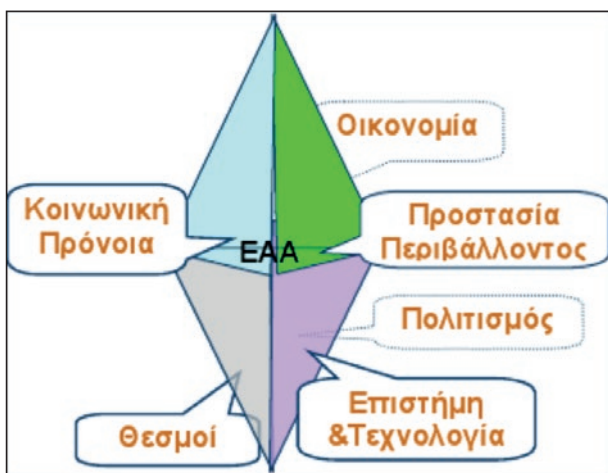 Οικονομία
Κοινωνική
Πρόνοια
ΕΑΑ
Προστασία
Περιβάλλοντος
Πολιτισμός
Θεσμοί
Επιστήμη
&Τεχνολογία